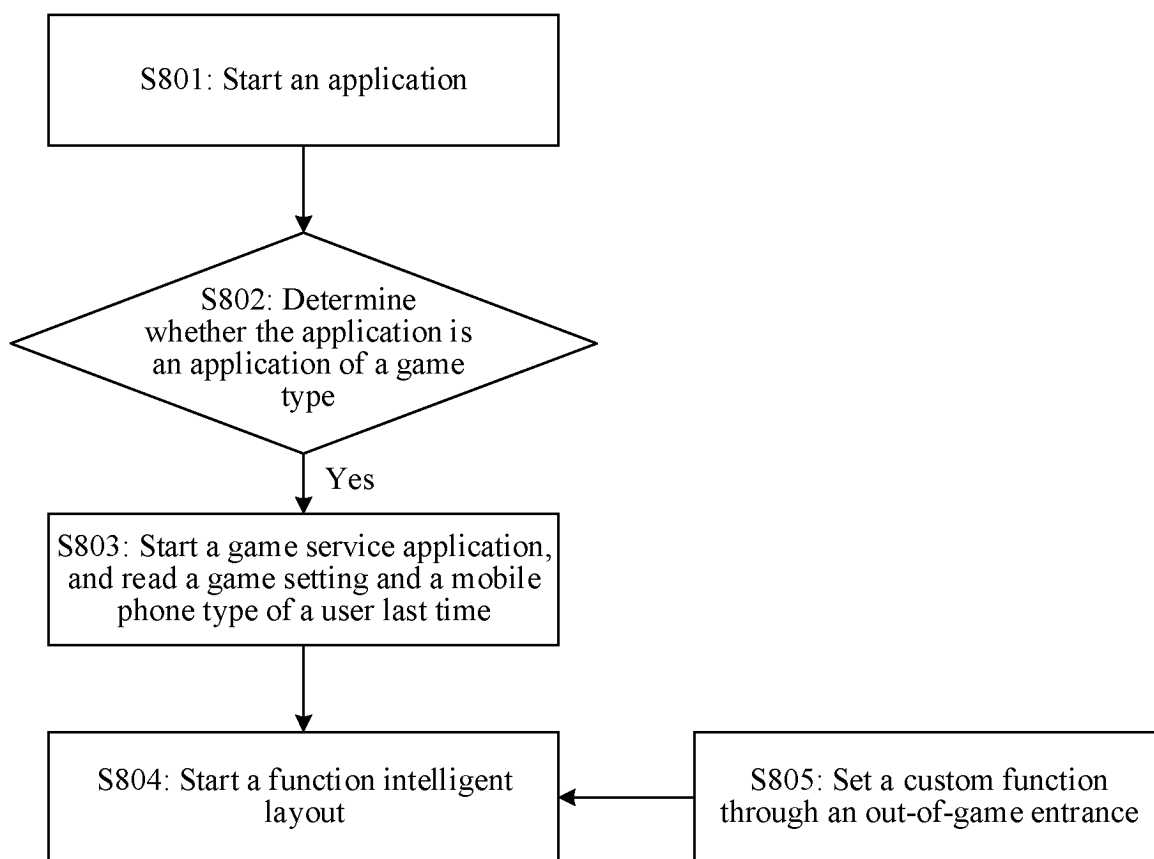 S801: Start an application
S802: Determine
whether the application is
an application of a game
type
Yes
S803: Start a game service application,
and read a game setting and a mobile
phone type of a user last time
S804: Start a function intelligent
layout
S805: Set a custom function
through an out-of-game entrance